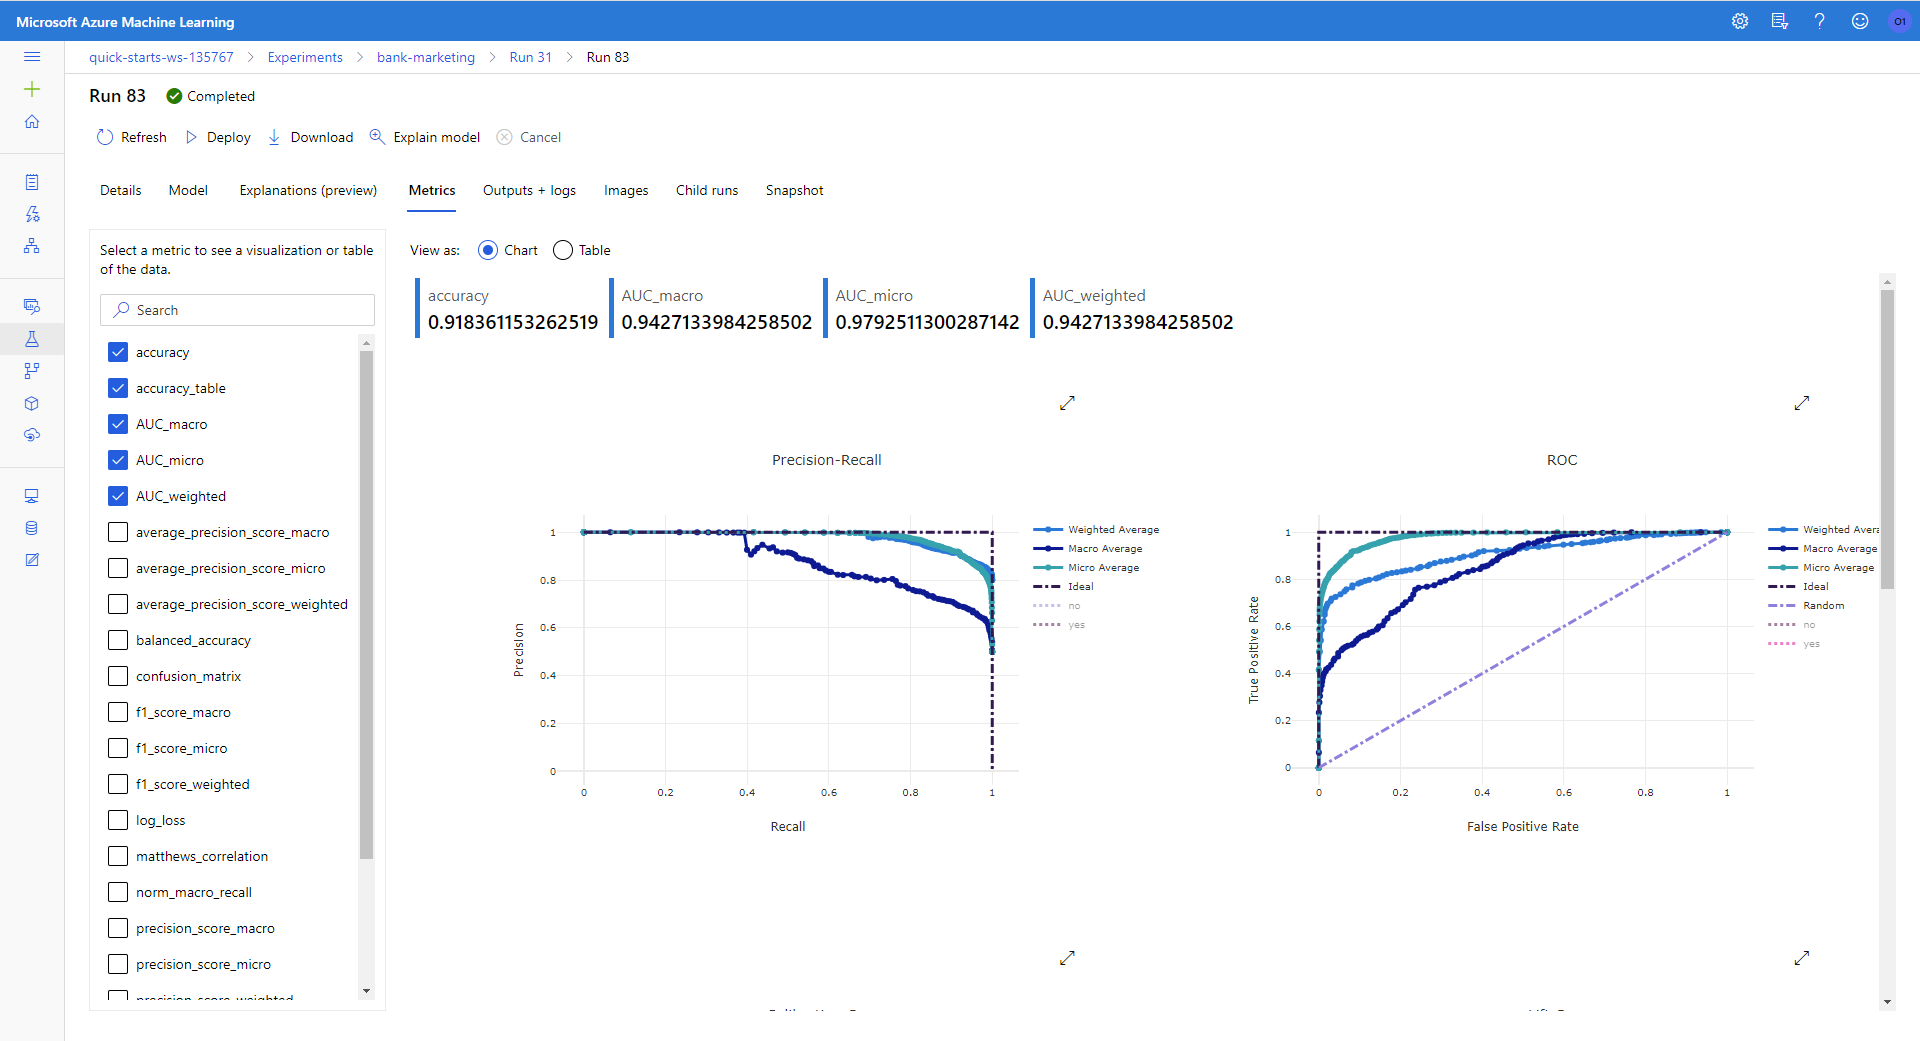 Microsoft Azure Machine Learning
O1
quick-starts-ws-135767 > Experiments > bank-marketing > Run 31 > Run 83
Run 83 Completed
Refresh Deploy Download Explain model Cancel
Details Model Explanations (preview) Metrics Outputs + logs Images Child runs Snapshot
Select a metric to see a visualization or table
of the data.
Search
accuracy
accuracy_table
AUC_macro
AUC_micro
AUC_weighted
average_precision_score_macro
average_precision_score_micro
average_precision_score_weighted
balanced_accuracy
confusion_matrix
f1_score_macro
f1_score_micro
f1_score_weighted
log_loss
matthews_correlation
norm_macro_recall
precision_score_macro
precision_score_micro
precision_score_weighted
View as: Chart Table
accuracy
0.918361153262519
AUC_macro
0.9427133984258502
AUC_micro
0.9792511300287142
AUC_weighted
0.9427133984258502
Precision-Recall
1
0.8
0.6
0.4
0.2
0
Precision
0 0.2 0.4 0.6 0.8 1
Recall
Weighted Average
Macro Average
Micro Average
Ideal
no
yes
ROC
1
0.8
0.6
0.4
0.2
0
True Positive Rate
0 0.2 0.4 0.6 0.8 1
False Positive Rate
Weighted Avera
Macro Average
Micro Average
Ideal
Random
no
yes